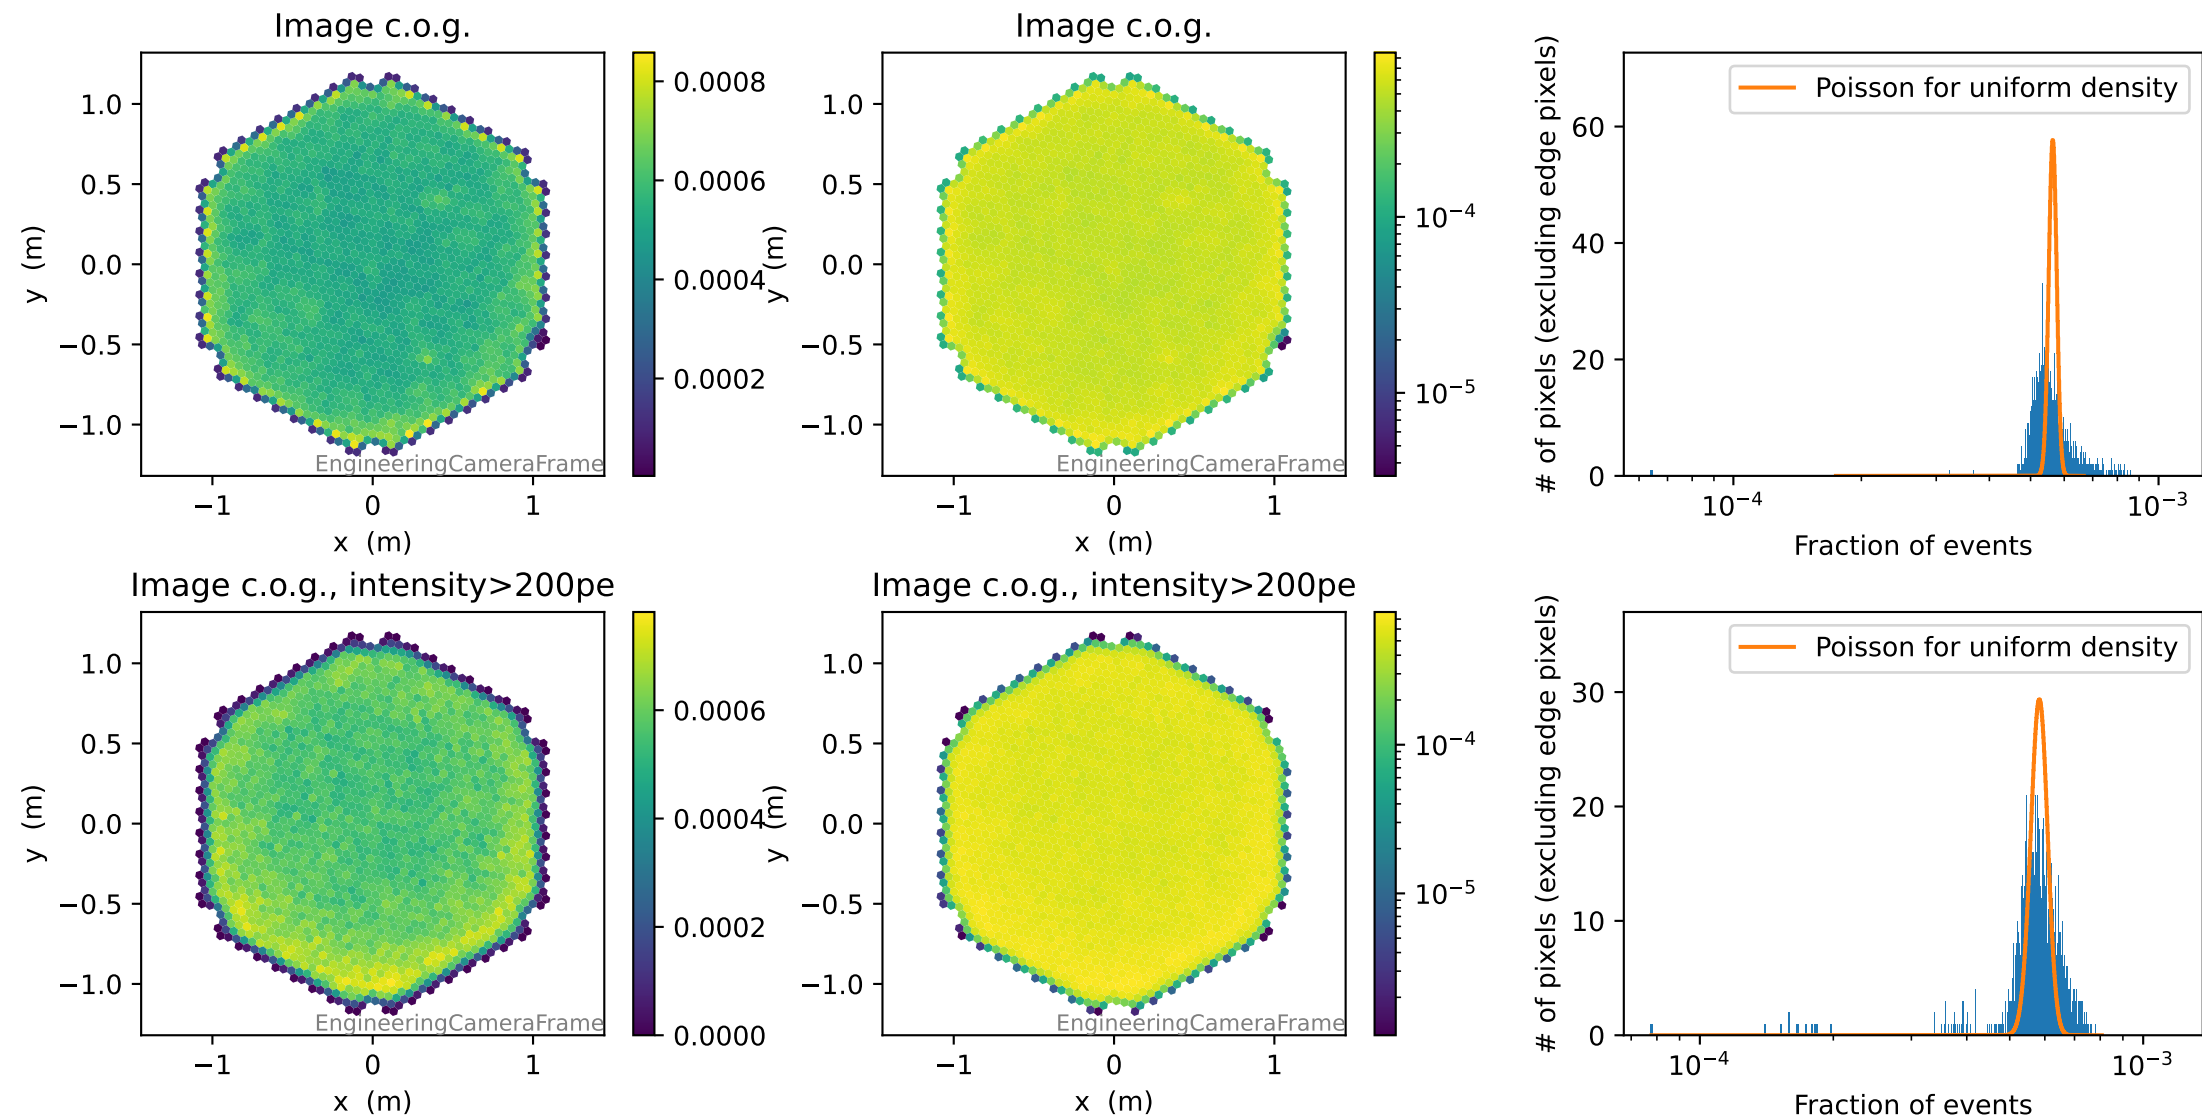 Image c.o.g.
1.0
0.5
0.0
−0.5
−1.0
y (m)
−1
0
1
x (m)
EngineeringCameraFrame
0.0008
0.0006
0.0004
0.0002
Image c.o.g.
1.0
0.5
0.0
−0.5
−1.0
y (m)
−1
0
1
x (m)
EngineeringCameraFrame
10⁻⁴
10⁻⁵
Poisson for uniform density
# of pixels (excluding edge pixels)
60
40
20
0
10⁻⁴
10⁻³
Fraction of events
Image c.o.g., intensity>200pe
1.0
0.5
0.0
−0.5
−1.0
y (m)
−1
0
1
x (m)
EngineeringCameraFrame
0.0006
0.0004
0.0002
0.0000
Image c.o.g., intensity>200pe
1.0
0.5
0.0
−0.5
−1.0
y (m)
−1
0
1
x (m)
EngineeringCameraFrame
10⁻⁴
10⁻⁵
Poisson for uniform density
# of pixels (excluding edge pixels)
30
20
10
0
10⁻⁴
10⁻³
Fraction of events